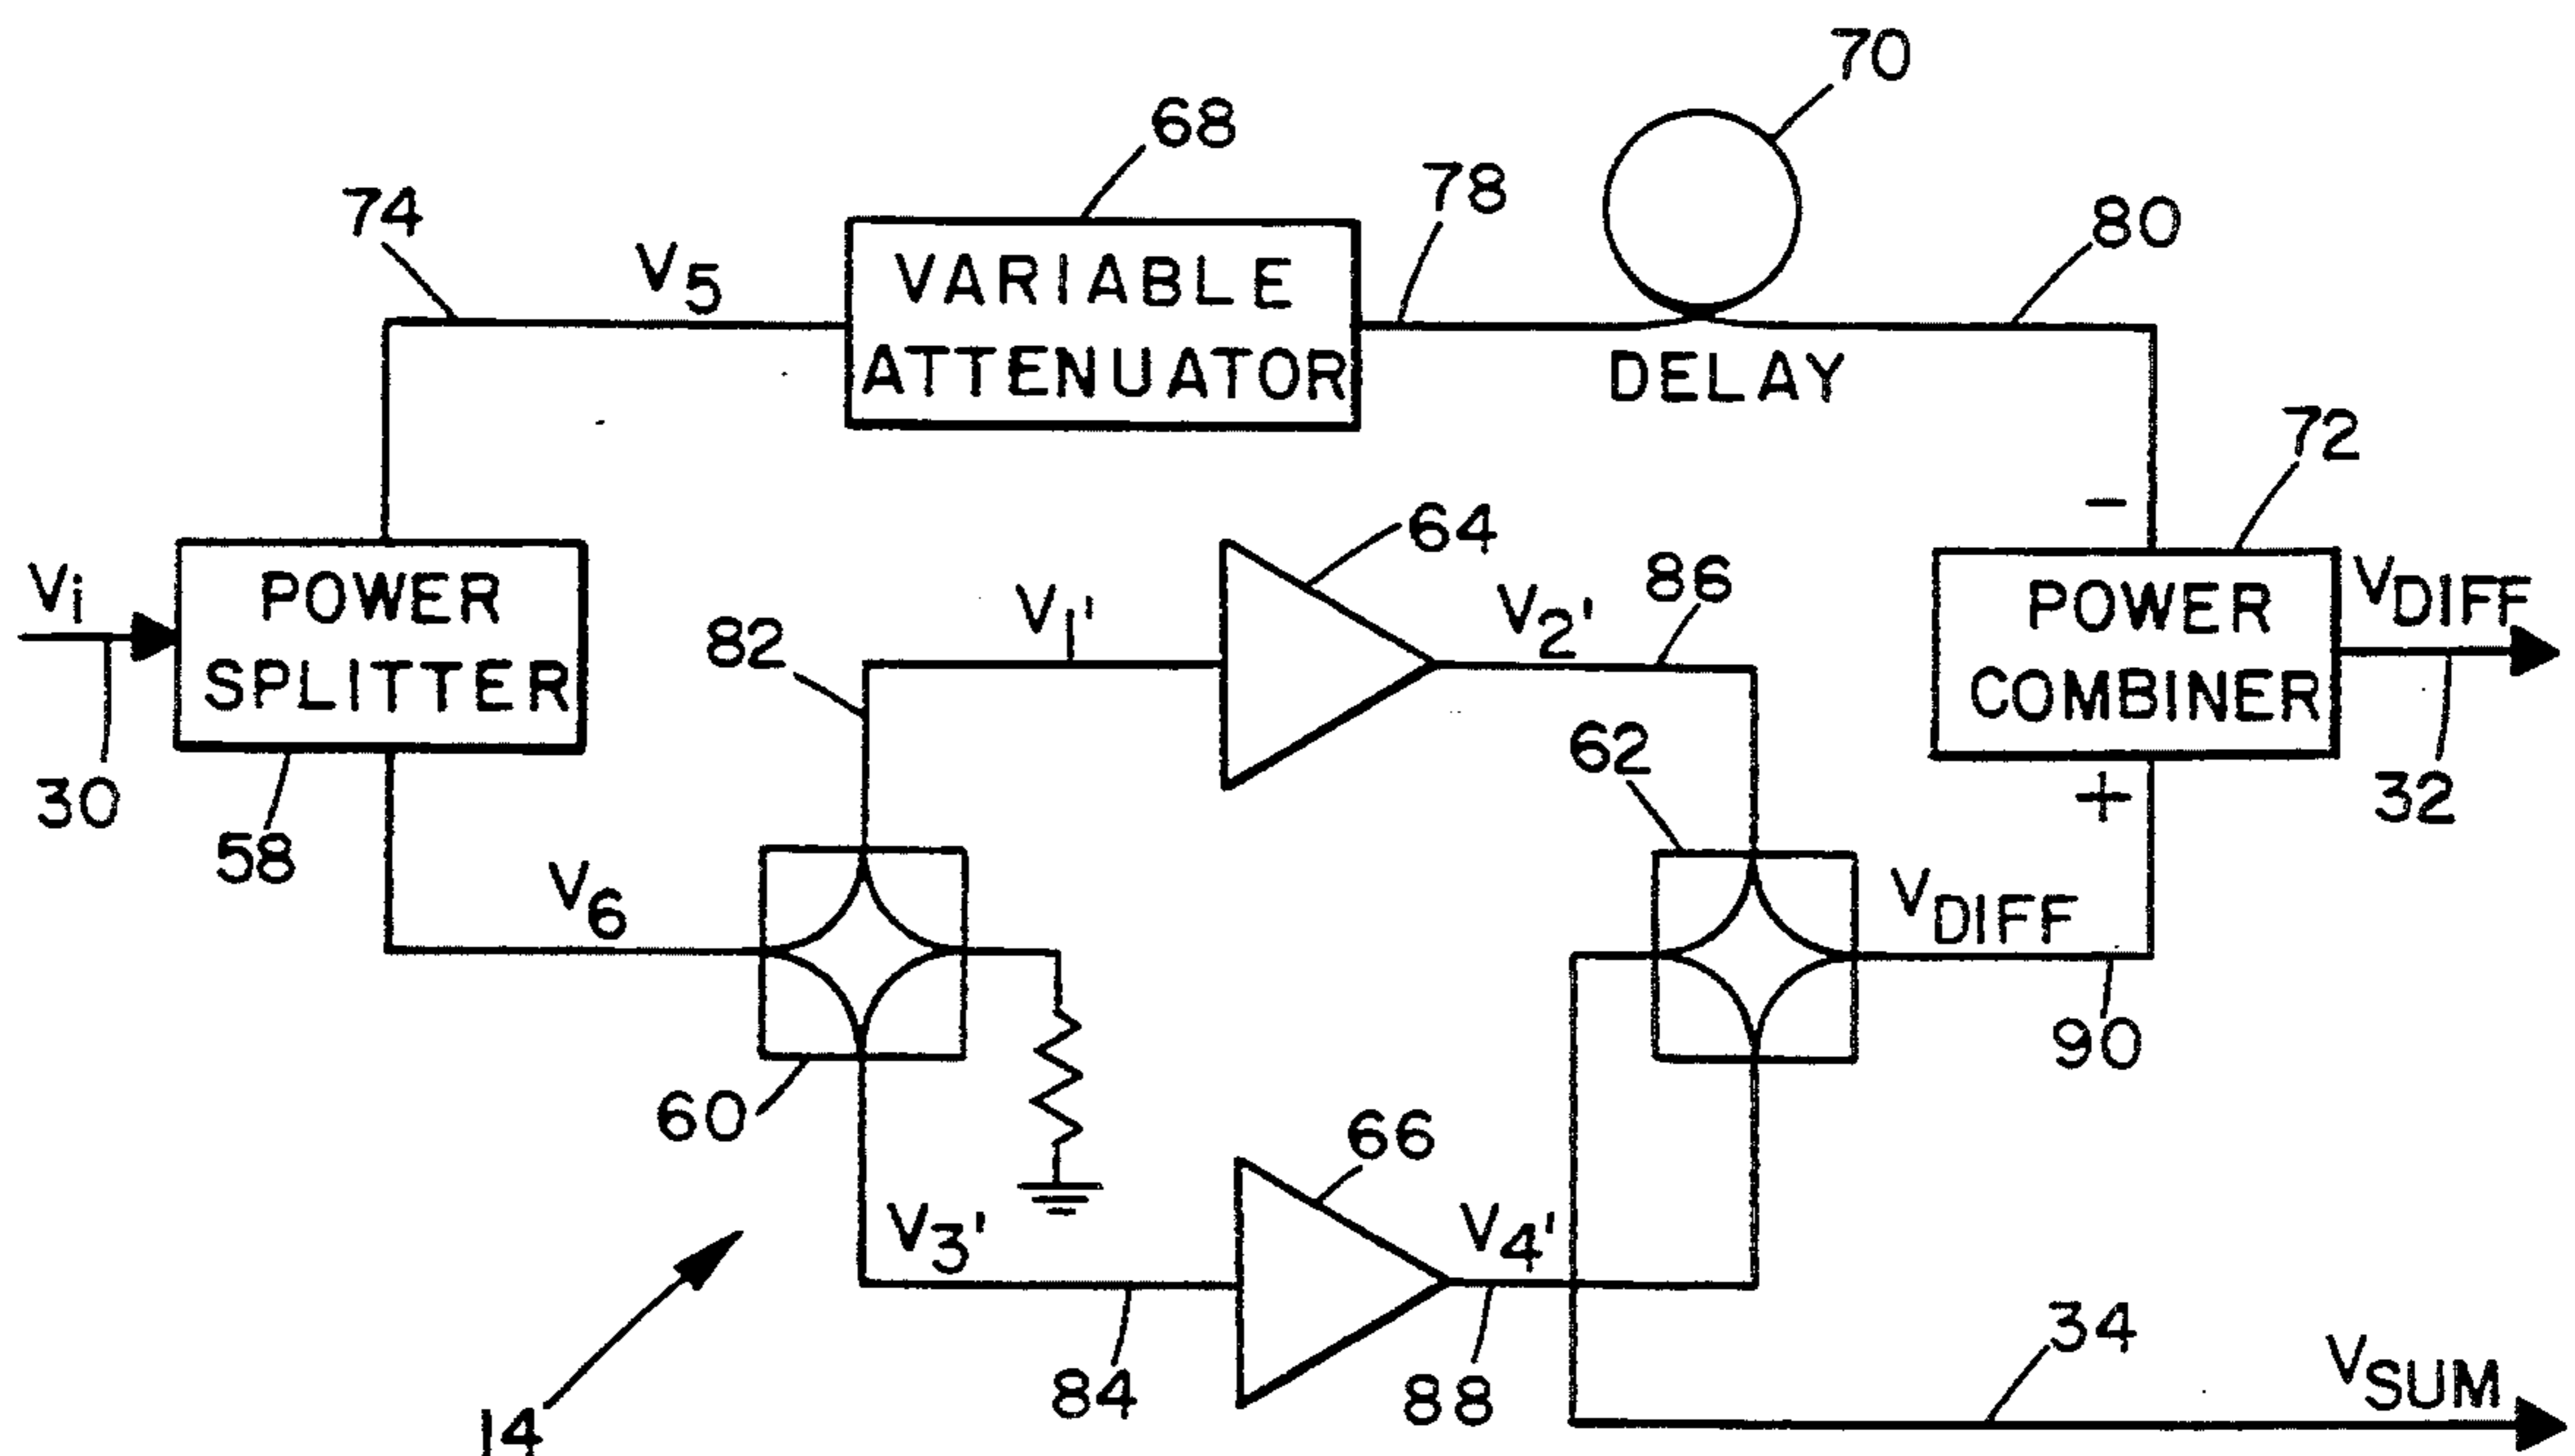 70
68
78
74
80
V5
VARIABLE
ATTENUATOR
DELAY
72
-
64
86
Vi
POWER
SPLITTER
V1'
V2'
POWER
COMBINER
VDIFF
82
62
30
58
+
32
V6
VDIFF
60
90
66
V3'
V4'
84
88
34
VSUM
14